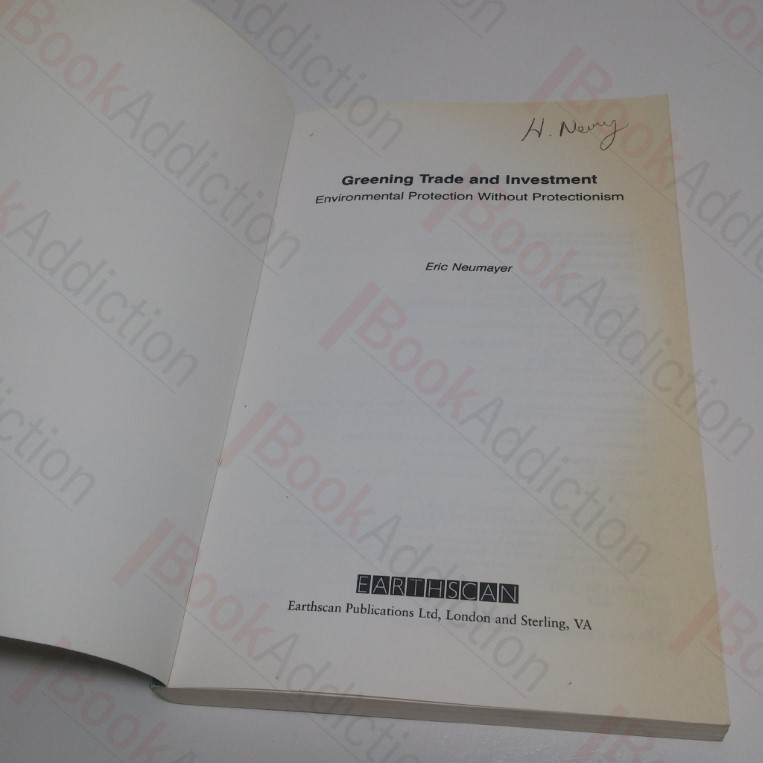 H. Nevry
Greening Trade and Investment
Environmental Protection Without Protectionism
Eric Neumayer
EARTHSCAN
Earthscan Publications Ltd, London and Sterling, VA
BookAddiction